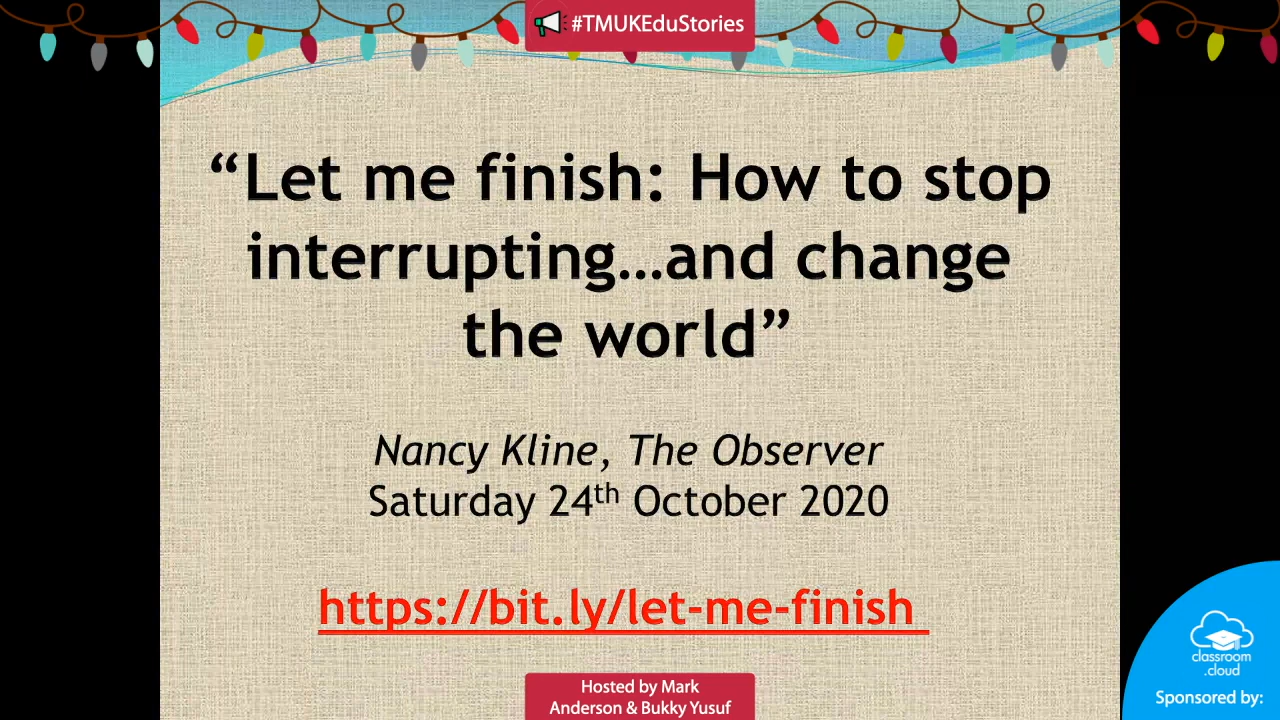 #TMUKEduStories
“Let me finish: How to stop
interrupting…and change
the world”
Nancy Kline, The Observer
Saturday 24th October 2020
https://bit.ly/let-me-finish
Hosted by Mark
Anderson & Bukky Yusuf
classroom
.cloud
Sponsored by: